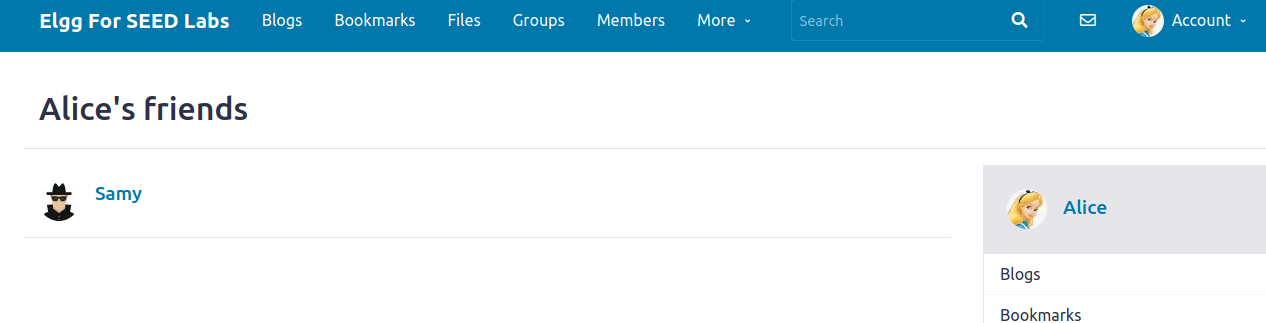 Elgg For SEED Labs Blogs Bookmarks Files Groups Members More Search Account
Alice's friends
Samy
Alice
Blogs
Bookmarks